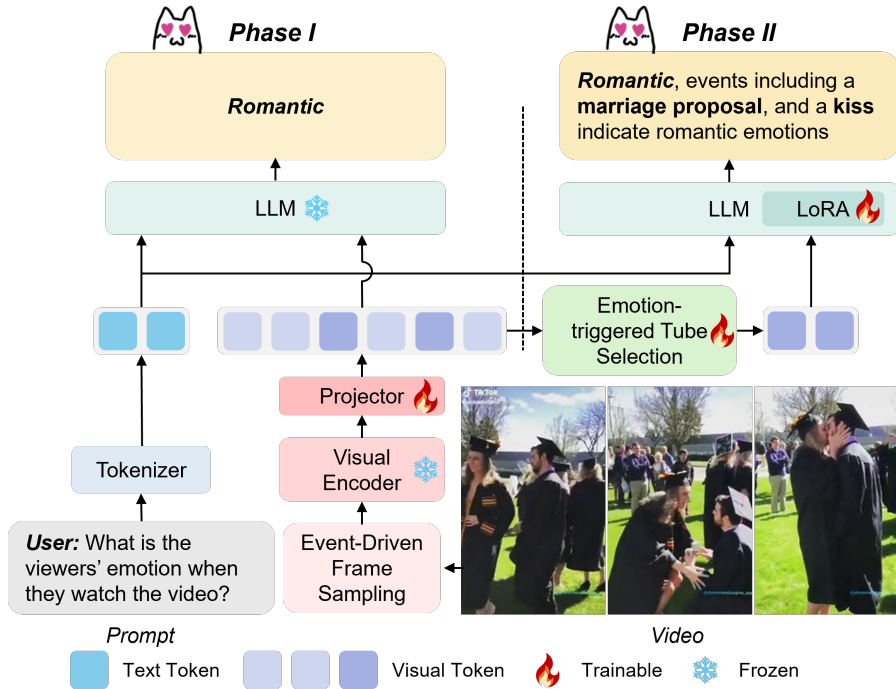 Phase I
Phase II
Romantic
Romantic, events including a
marriage proposal, and a kiss
indicate romantic emotions
LLM
LLM
LoRA
Emotion-
triggered Tube
Selection
Projector
Visual
Encoder
Tokenizer
Event-Driven
Frame
Sampling
User: What is the
viewers' emotion when
they watch the video?
TikTok
Prompt
Video
Text Token
Visual Token
Trainable
Frozen